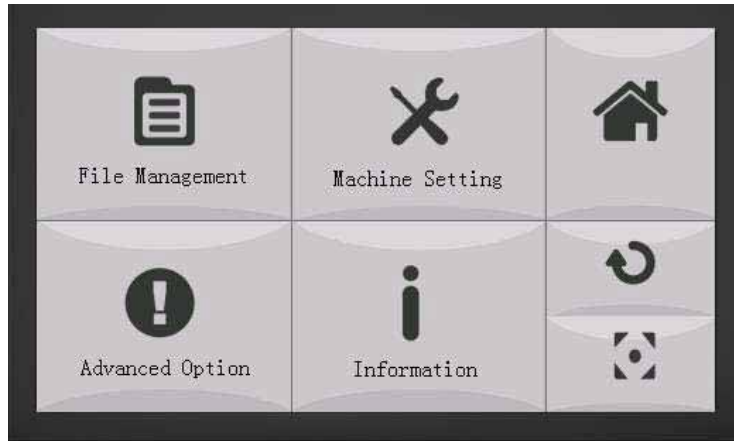 File Management
Machine Setting
Advanced Option
Information